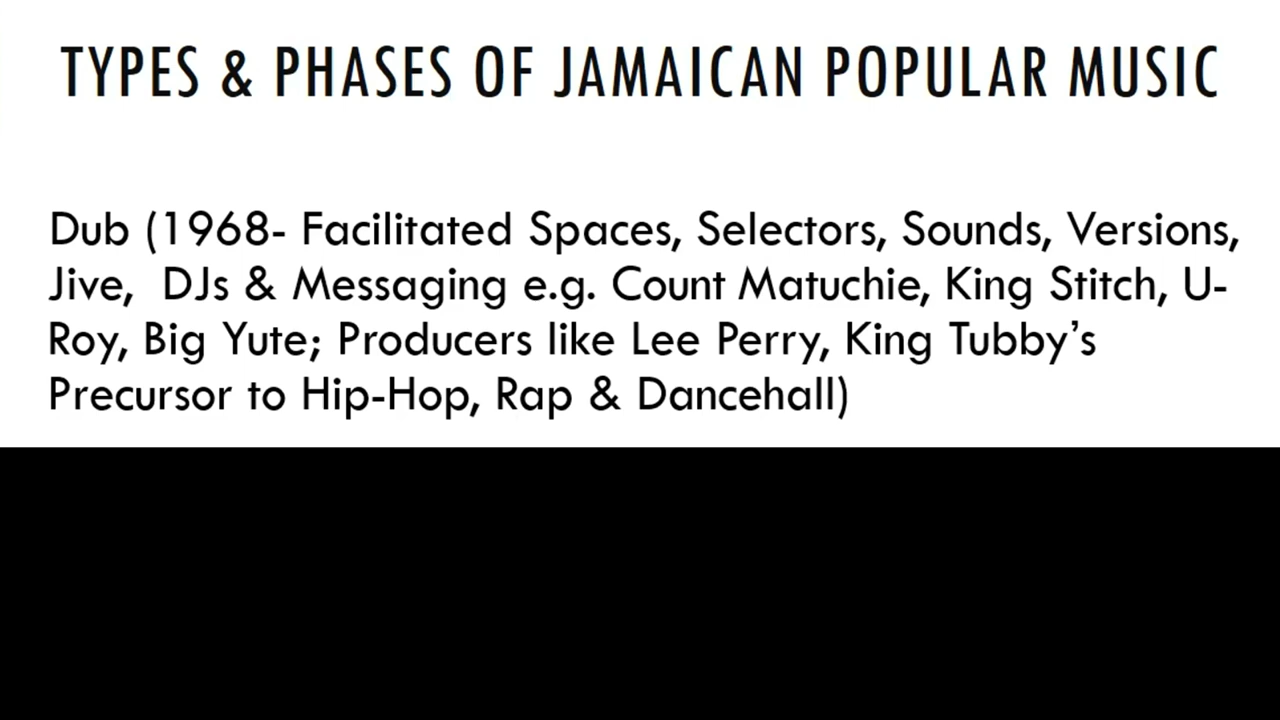 TYPES & PHASES OF JAMAICAN POPULAR MUSIC
Dub (1968- Facilitated Spaces, Selectors, Sounds, Versions,
Jive,  DJs & Messaging e.g. Count Matuchie, King Stitch, U-
Roy, Big Yute; Producers like Lee Perry, King Tubby’s
Precursor to Hip-Hop, Rap & Dancehall)